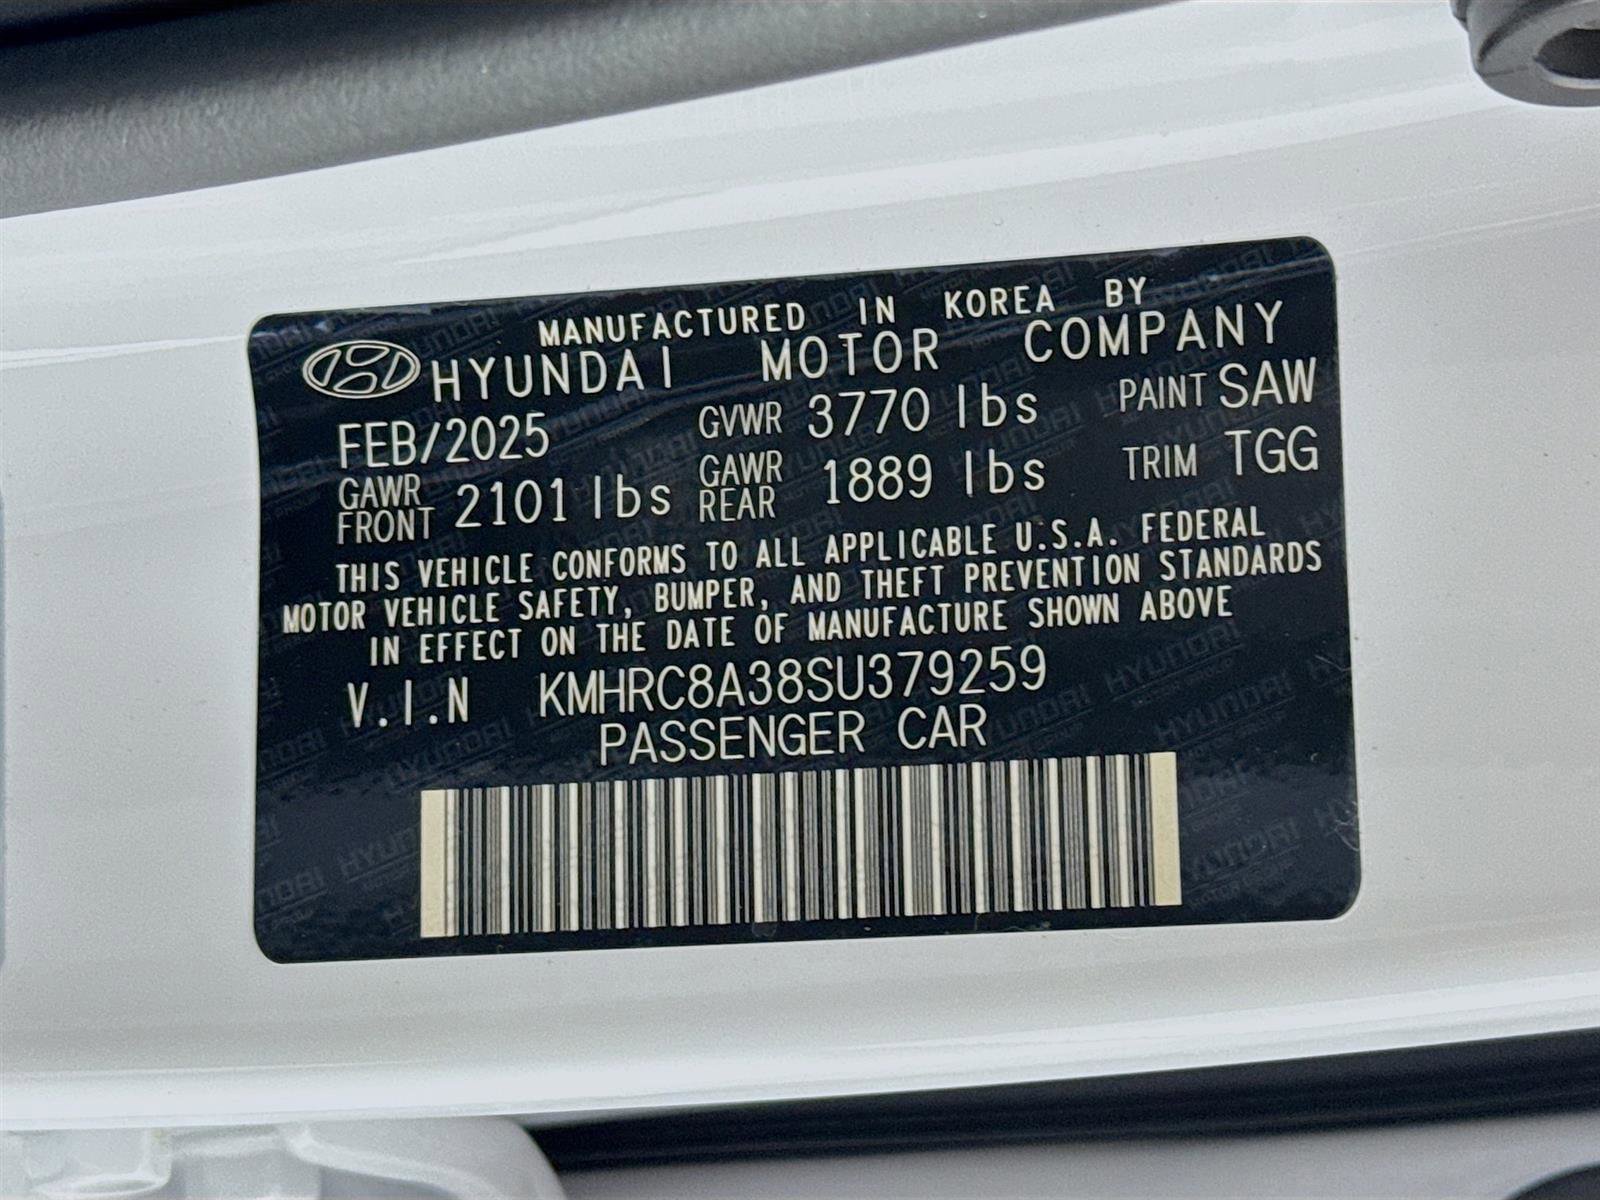 MANUFACTURED IN KOREA BY
HYUNDAI MOTOR COMPANY
FEB/2025 GVWR 3770 lbs PAINT SAW
GAWR FRONT 2101 lbs GAWR REAR 1889 lbs TRIM TGG
THIS VEHICLE CONFORMS TO ALL APPLICABLE U.S.A. FEDERAL
MOTOR VEHICLE SAFETY, BUMPER, AND THEFT PREVENTION STANDARDS
IN EFFECT ON THE DATE OF MANUFACTURE SHOWN ABOVE
V.I.N KMHRC8A38SU379259
PASSENGER CAR